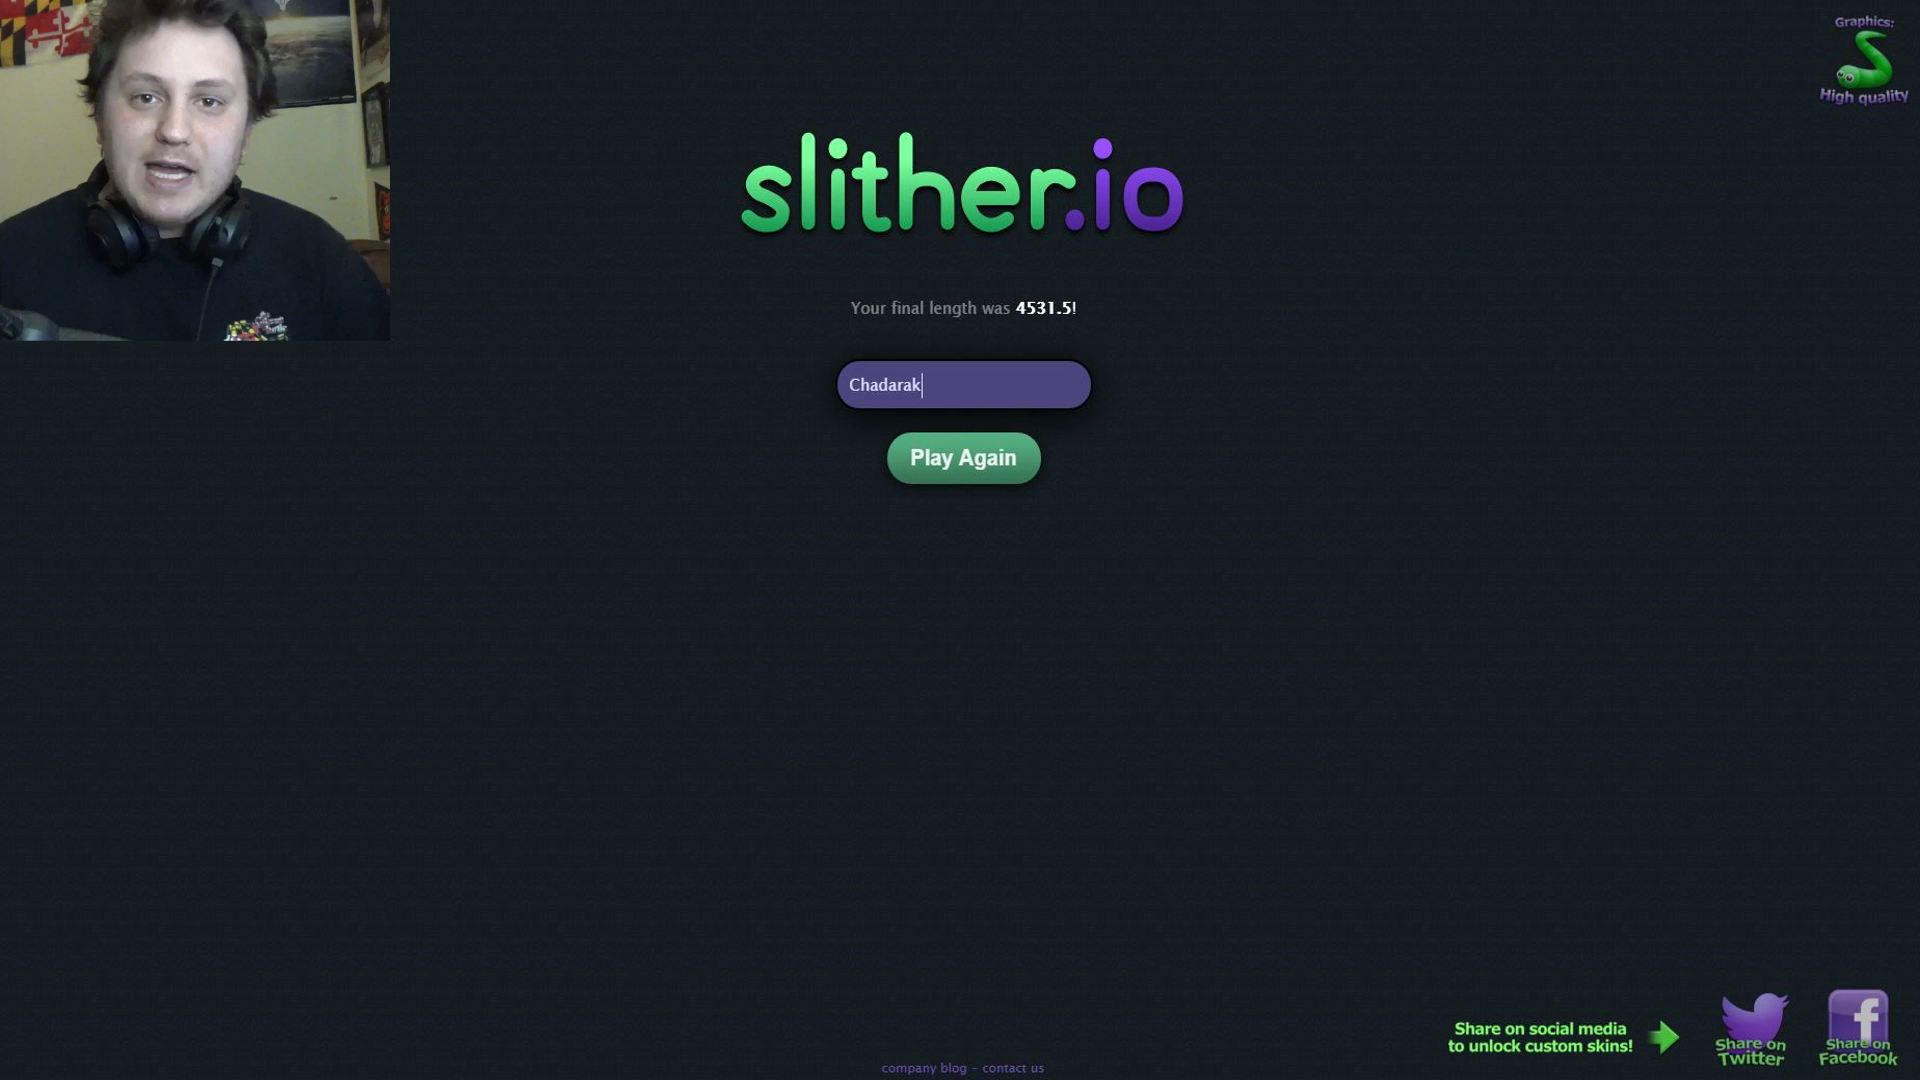 Graphics:
High quality
slither.io
Your final length was 4531.5!
Chadarak
Play Again
Share on social media
to unlock custom skins!
Share on
Twitter
Share on
Facebook
company blog - contact us